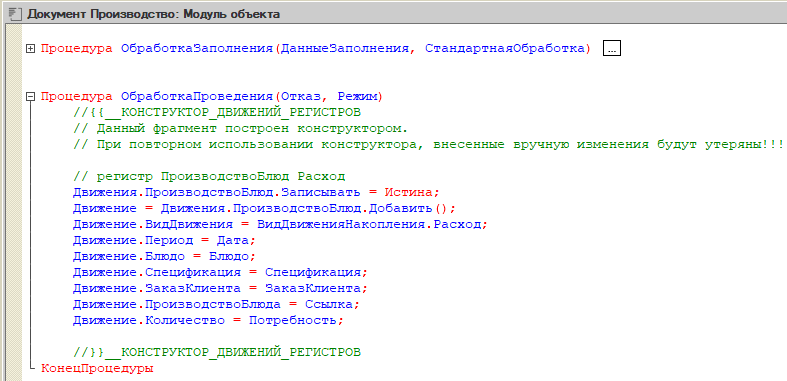 Документ Производство: Модуль объекта
Процедура ОбработкаЗаполнения(ДанныеЗаполнения, СтандартнаяОбработка) ...
Процедура ОбработкаПроведения(Отказ, Режим)
//{{__КОНСТРУКТОР_ДВИЖЕНИЙ_РЕГИСТРОВ
// Данный фрагмент построен конструктором.
// При повторном использовании конструктора, внесенные вручную изменения будут утеряны!!!
// регистр ПроизводствоБлюд Расход
Движения.ПроизводствоБлюд.Записывать = Истина;
Движение = Движения.ПроизводствоБлюд.Добавить();
Движение.ВидДвижения = ВидДвиженияНакопления.Расход;
Движение.Период = Дата;
Движение.Блюдо = Блюдо;
Движение.Спецификация = Спецификация;
Движение.ЗаказКлиента = ЗаказКлиента;
Движение.ПроизводствоБлюда = Ссылка;
Движение.Количество = Потребность;
//}}__КОНСТРУКТОР_ДВИЖЕНИЙ_РЕГИСТРОВ
КонецПроцедуры